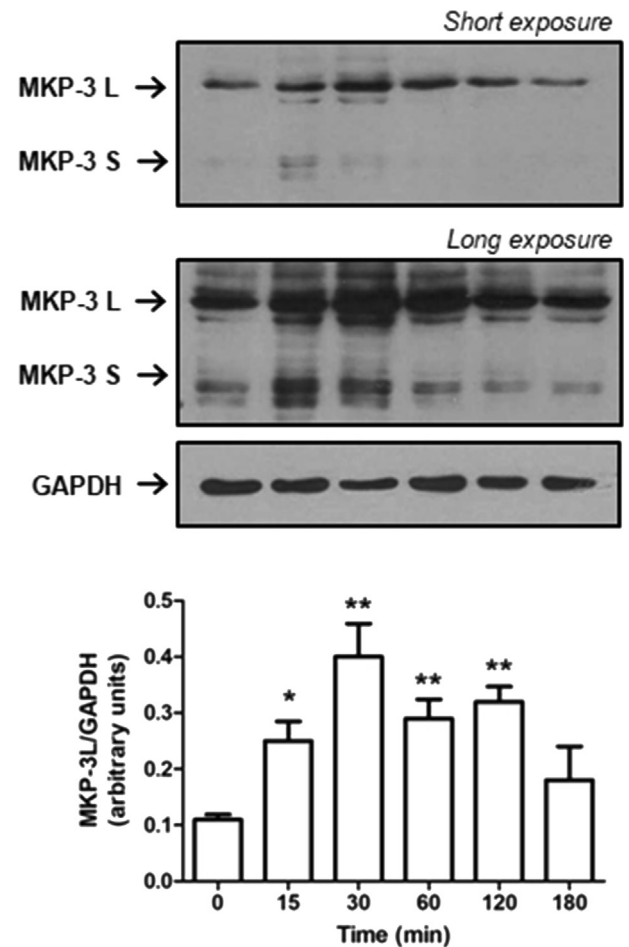 Short exposure
MKP-3 L →
MKP-3 S →
Long exposure
MKP-3 L →
MKP-3 S →
GAPDH →
MKP-3L/GAPDH
(arbitrary units)
0.5
0.4
0.3
0.2
0.1
0.0
*
**
**
**
0 15 30 60 120 180
Time (min)